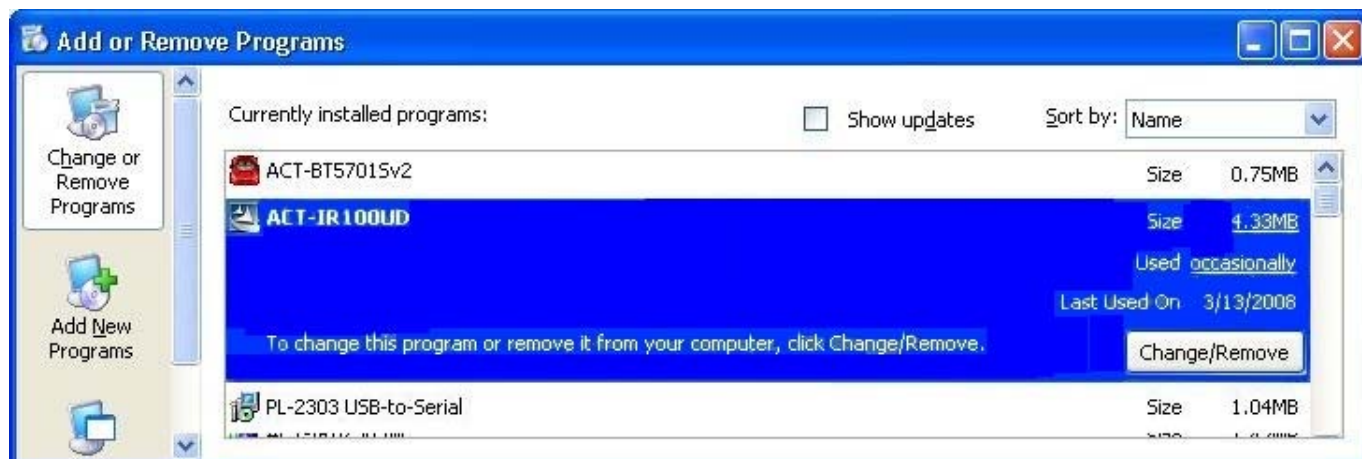 Add or Remove Programs
Change or
Remove
Programs
Add New
Programs
Currently installed programs:
Show updates
Sort by: Name
ACT-BT5701Sv2 Size 0.75MB
ACT-IR100UD Size 4.33MB
Used occasionally
Last Used On 3/13/2008
To change this program or remove it from your computer, click Change/Remove.
Change/Remove
PL-2303 USB-to-Serial Size 1.04MB